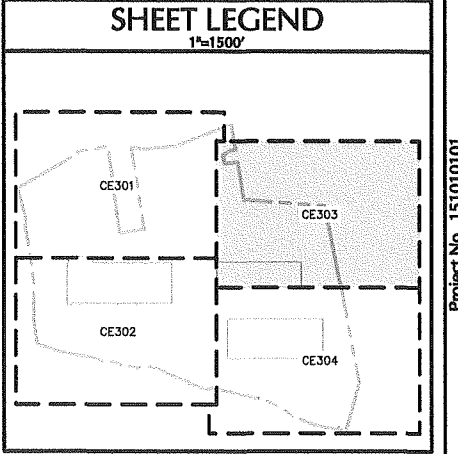 SHEET LEGEND
1"=1500'
CE301
CE303
CE302
CE304
Project No. 151010101